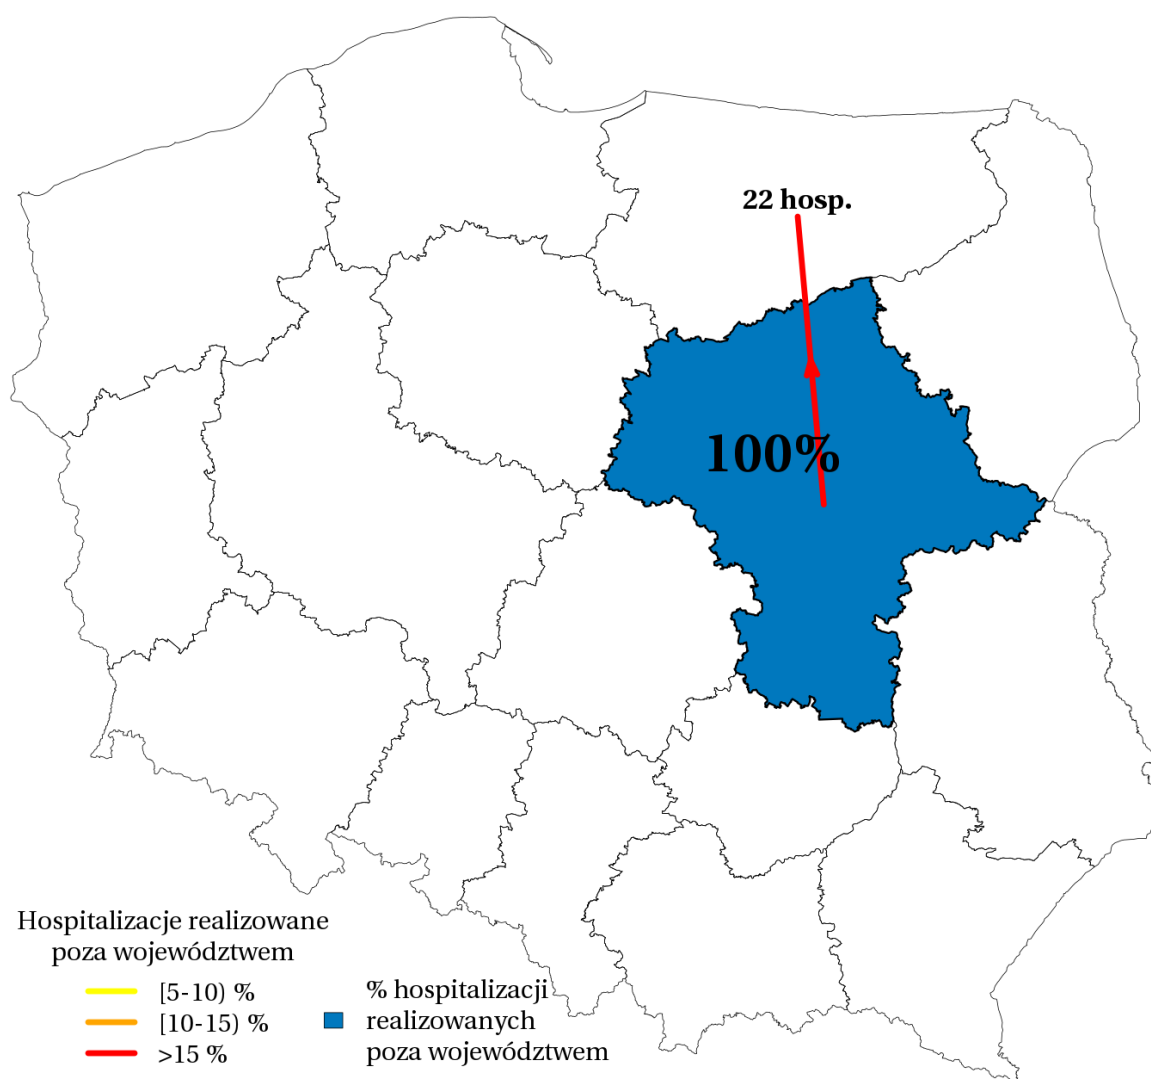 22 hosp.
100%
Hospitalizacje realizowane
poza województwem
[5-10) %
[10-15) %
>15 %
% hospitalizacji
realizowanych
poza województwem